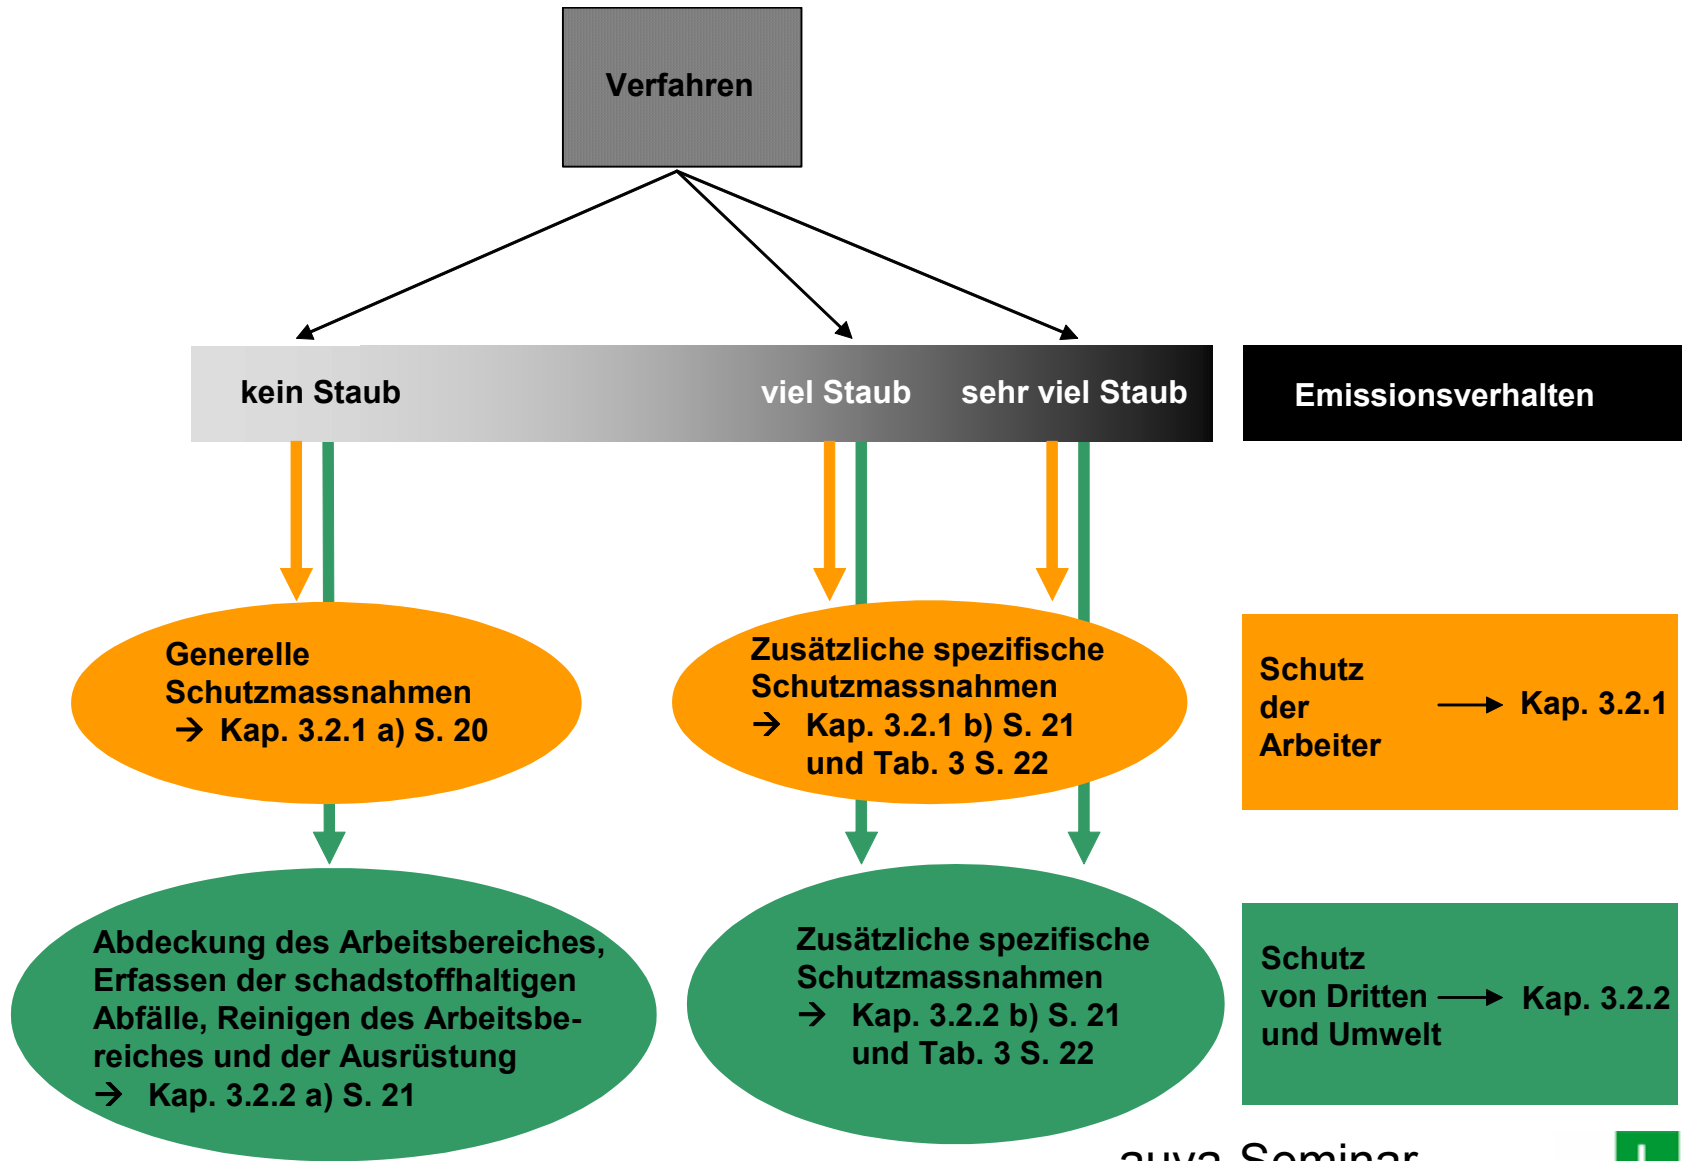 Verfahren
kein Staub
viel Staub
sehr viel Staub
Emissionsverhalten
Generelle
Schutzmassnahmen
→ Kap. 3.2.1 a) S. 20
Zusätzliche spezifische
Schutzmassnahmen
→ Kap. 3.2.1 b) S. 21
und Tab. 3 S. 22
Schutz
der
Arbeiter
Kap. 3.2.1
Abdeckung des Arbeitsbereiches,
Erfassen der schadstoffhaltigen
Abfälle, Reinigen des Arbeitsbe-
reiches und der Ausrüstung
→ Kap. 3.2.2 a) S. 21
Zusätzliche spezifische
Schutzmassnahmen
→ Kap. 3.2.2 b) S. 21
und Tab. 3 S. 22
Schutz
von Dritten
und Umwelt
Kap. 3.2.2
auva Seminar